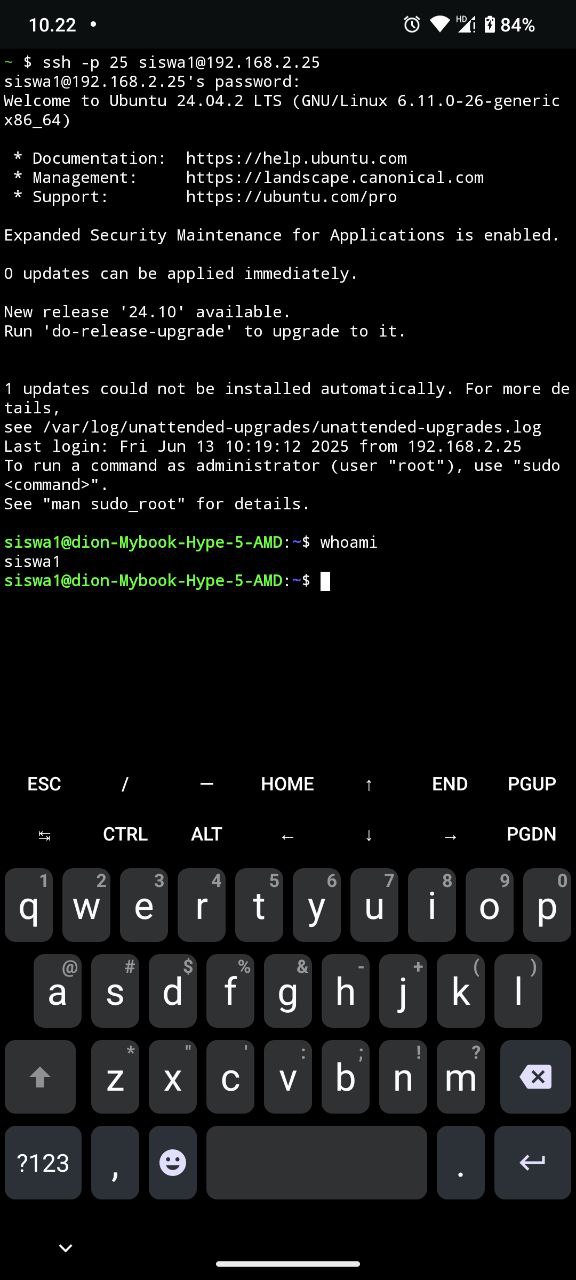 10.22 •
HD 84%
~ $ ssh -p 25 siswa1@192.168.2.25
siswa1@192.168.2.25's password:
Welcome to Ubuntu 24.04.2 LTS (GNU/Linux 6.11.0-26-generic
x86_64)
* Documentation:  https://help.ubuntu.com
* Management:     https://landscape.canonical.com
* Support:        https://ubuntu.com/pro
Expanded Security Maintenance for Applications is enabled.
0 updates can be applied immediately.
New release '24.10' available.
Run 'do-release-upgrade' to upgrade to it.
1 updates could not be installed automatically. For more de
tails,
see /var/log/unattended-upgrades/unattended-upgrades.log
Last login: Fri Jun 13 10:19:12 2025 from 192.168.2.25
To run a command as administrator (user "root"), use "sudo
<command>".
See "man sudo_root" for details.
siswa1@dion-Mybook-Hype-5-AMD:~$ whoami
siswa1
siswa1@dion-Mybook-Hype-5-AMD:~$
ESC / — HOME ↑ END PGUP
↹ CTRL ALT ← ↓ → PGDN
1 2 3 4 5 6 7 8 9 0
q w e r t y u i o p
@ # $ % & - + ( )
a s d f g h j k l
* " ' : ; ! ?
z x c v b n m
?123 , .